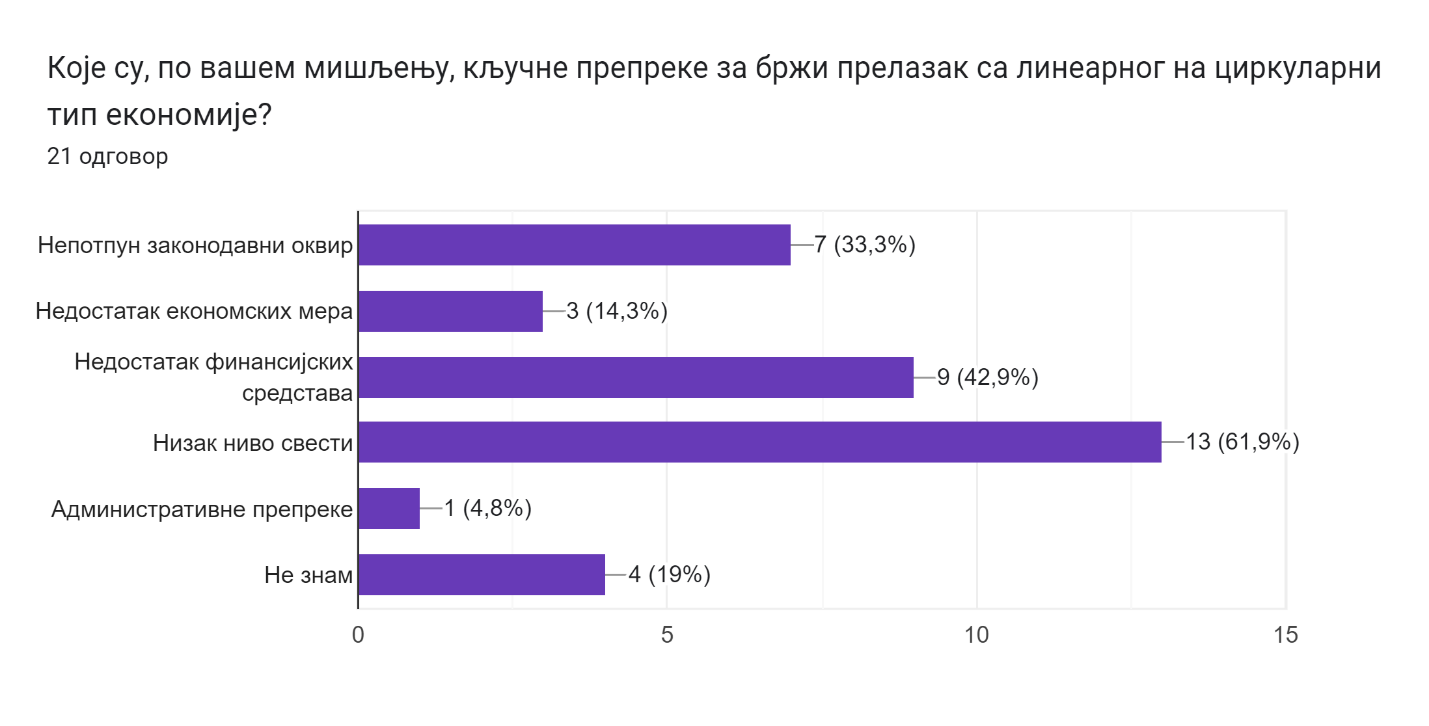 Које су, по вашем мишљењу, кључне препреке за бржи прелазак са линеарног на циркуларни
тип економије?
21 одговор
Непотпун законодавни оквир
7 (33,3%)
Недостатак економских мера
3 (14,3%)
Недостатак финансијских
средстава
9 (42,9%)
Низак ниво свести
13 (61,9%)
Административне препреке
1 (4,8%)
Не знам
4 (19%)
0
5
10
15